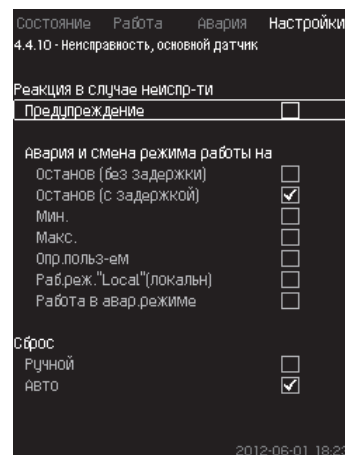 Состояние Работа Авария Настройки
4.4.10 - Неисправность, основной датчик
Реакция в случае неиспр-ти
Предупреждение
Авария и смена режима работы на
Останов (без задержки)
Останов (с задержкой)
Мин.
Макс.
Опр.польз-ем
Раб.реж."Local"(локальн)
Работа в авар.режиме
Сброс
Ручной
Авто
2012-06-01 18:22